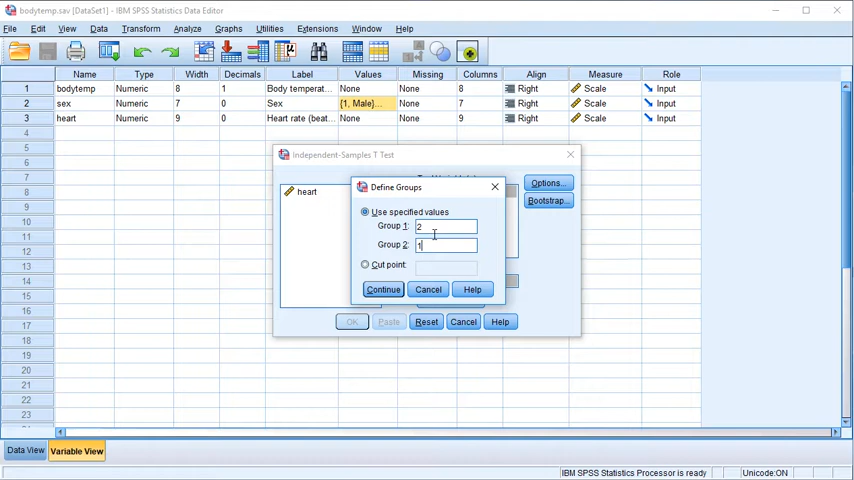 bodytemp.sav [DataSet1] - IBM SPSS Statistics Data Editor
File Edit View Data Transform Graphs Analyze Utilities Extensions Window Help
Name Type Width Decimals Label Values Missing Columns Align Measure Role
1 bodytemp Numeric 8 1 Body temperat... None None 8 Right Scale Input
2 sex Numeric 7 0 Sex {1, Male}... None 7 Right Scale Input
3 heart Numeric 9 0 Heart rate (beat... None None 9 Right Scale Input
4
5
6
7
8
9
10
11
12
13
14
15
16
17
18
19
20
21
22
23
Independent-Samples T Test
heart
Options...
Bootstrap...
Define Groups
Use specified values
Group 1: 2
Group 2: 1
Cut point:
Continue Cancel Help
OK Paste Reset Cancel Help
Data View Variable View
IBM SPSS Statistics Processor is ready Unicode:ON